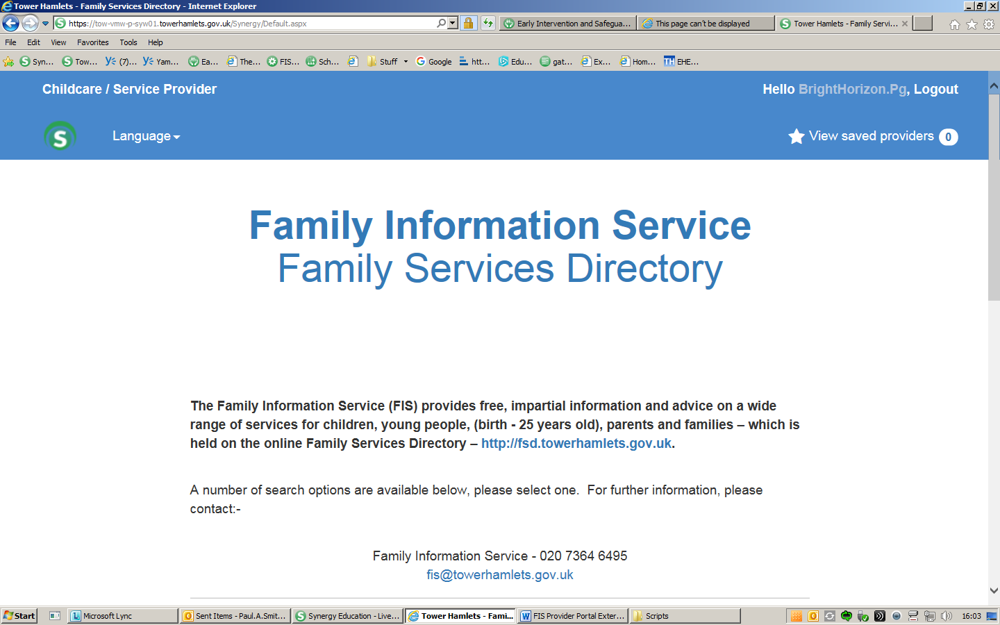 Tower Hamlets - Family Services Directory - Internet Explorer
https://tow-vmw-p-syw01.towerhamlets.gov.uk/Synergy/Default.aspx
Early Intervention and Safegua...
This page can't be displayed
Tower Hamlets - Family Servi...
File Edit View Favorites Tools Help
Syn... Tow... (7)... Yam... Ea... The... FIS... Sch... Stuff Google htt... Edu... gat... Ex... Hom... EHE...
Childcare / Service Provider
Hello BrightHorizon.Pg, Logout
S Language
View saved providers 0
Family Information Service
Family Services Directory
The Family Information Service (FIS) provides free, impartial information and advice on a wide
range of services for children, young people, (birth - 25 years old), parents and families – which is
held on the online Family Services Directory – http://fsd.towerhamlets.gov.uk.
A number of search options are available below, please select one. For further information, please
contact:-
Family Information Service - 020 7364 6495
fis@towerhamlets.gov.uk
Start Microsoft Lync Sent Items - Paul.A.Smit... Synergy Education - Live... Tower Hamlets - Fami... FIS Provider Portal Exter... Scripts 16:03